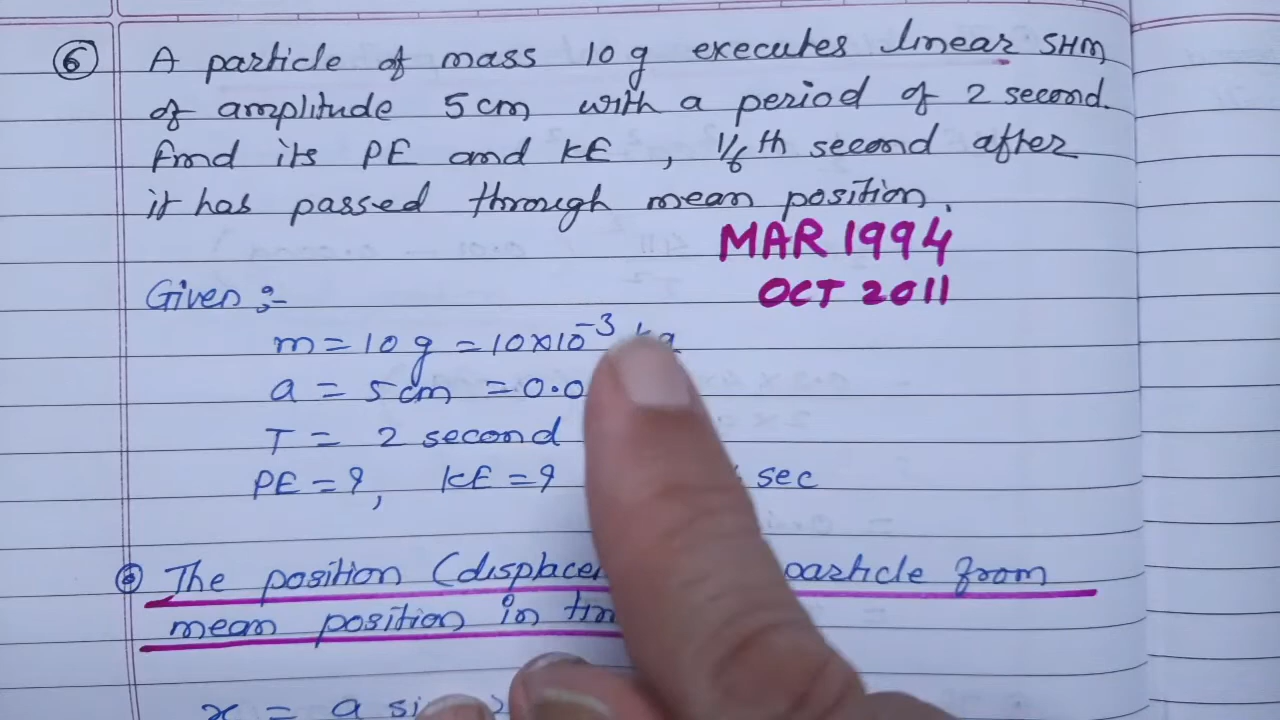 ⑥ A particle of mass 10 g executes linear SHM
of amplitude 5 cm with a period of 2 second.
Find its PE and KE, 1/6 th second after
it has passed through mean position.
MAR 1994
OCT 2011
Given :-
m = 10 g = 10×10⁻³ kg
a = 5 cm = 0.0
T = 2 second
PE = ?, KE = ? sec
The position (displacem particle from
mean position in tim
x = a si